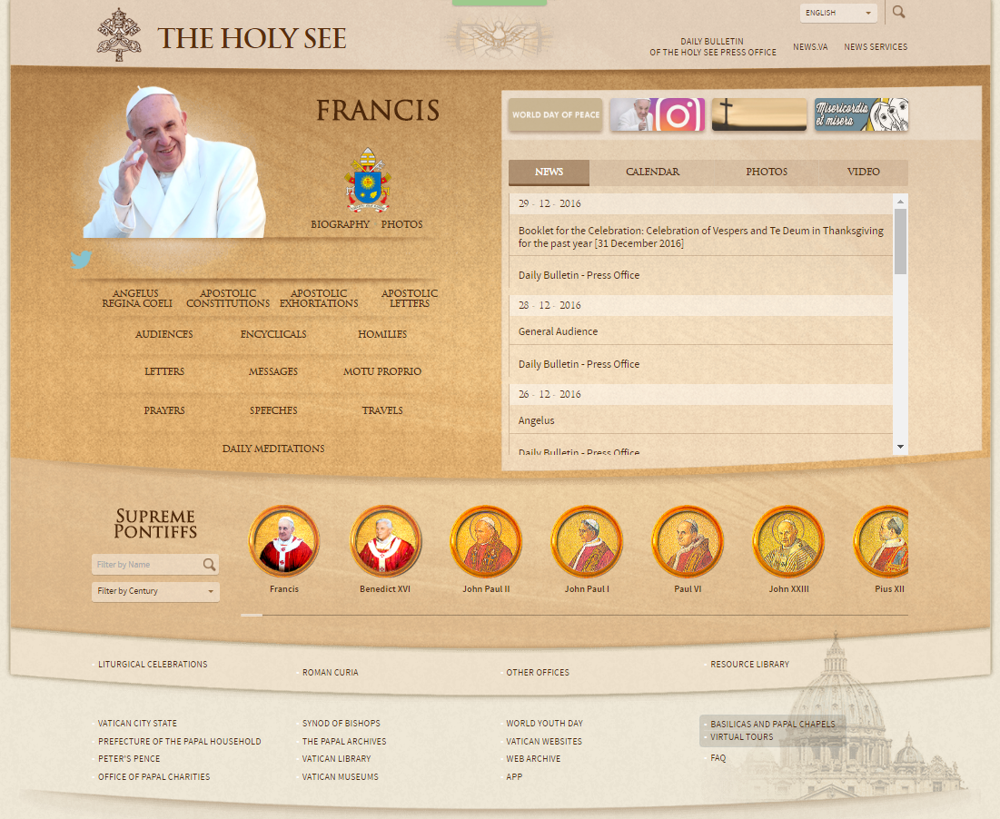 ENGLISH
THE HOLY SEE
DAILY BULLETIN
OF THE HOLY SEE PRESS OFFICE
NEWS.VA
NEWS SERVICES
FRANCIS
BIOGRAPHY
PHOTOS
ANGELUS
REGINA COELI
APOSTOLIC
CONSTITUTIONS
APOSTOLIC
EXHORTATIONS
APOSTOLIC
LETTERS
AUDIENCES
ENCYCLICALS
HOMILIES
LETTERS
MESSAGES
MOTU PROPRIO
PRAYERS
SPEECHES
TRAVELS
DAILY MEDITATIONS
WORLD DAY OF PEACE
Misericordia
et misera
NEWS
CALENDAR
PHOTOS
VIDEO
29 - 12 - 2016
Booklet for the Celebration: Celebration of Vespers and Te Deum in Thanksgiving
for the past year [31 December 2016]
Daily Bulletin - Press Office
28 - 12 - 2016
General Audience
Daily Bulletin - Press Office
26 - 12 - 2016
Angelus
Daily Bulletin - Press Office
SUPREME
PONTIFFS
Filter by Name
Filter by Century
Francis
Benedict XVI
John Paul II
John Paul I
Paul VI
John XXIII
Pius XII
LITURGICAL CELEBRATIONS
ROMAN CURIA
OTHER OFFICES
RESOURCE LIBRARY
VATICAN CITY STATE
PREFECTURE OF THE PAPAL HOUSEHOLD
PETER'S PENCE
OFFICE OF PAPAL CHARITIES
SYNOD OF BISHOPS
THE PAPAL ARCHIVES
VATICAN LIBRARY
VATICAN MUSEUMS
WORLD YOUTH DAY
VATICAN WEBSITES
WEB ARCHIVE
APP
BASILICAS AND PAPAL CHAPELS
VIRTUAL TOURS
FAQ